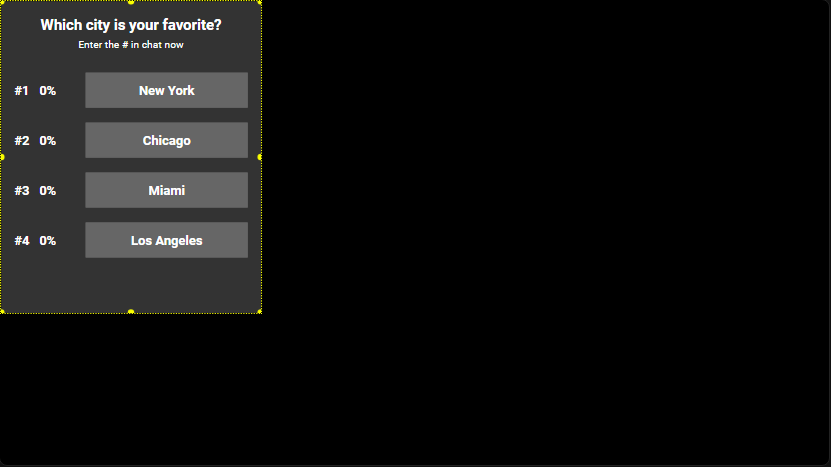 Which city is your favorite?
Enter the # in chat now
#1 0% New York
#2 0% Chicago
#3 0% Miami
#4 0% Los Angeles